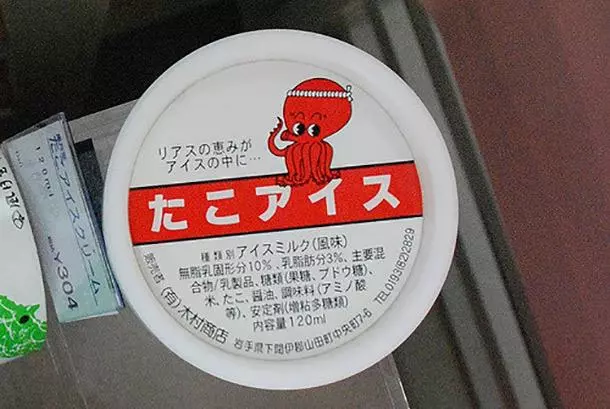 リアスの恵みが
アイスの中に…
たこアイス
種類別 アイスミルク(風味)
無脂乳固形分10%、乳脂肪分3%、主要混
合物/乳製品、糖類(果糖、ブドウ糖)、
米、たこ、醤油、調味料(アミノ酸
等)、安定剤(増粘多糖類)
内容量120ml
販売者 (有)木村商店
岩手県下閉伊郡山田町中央町7-6
TEL0193822829
たこアイスクリーム
120ml
¥304